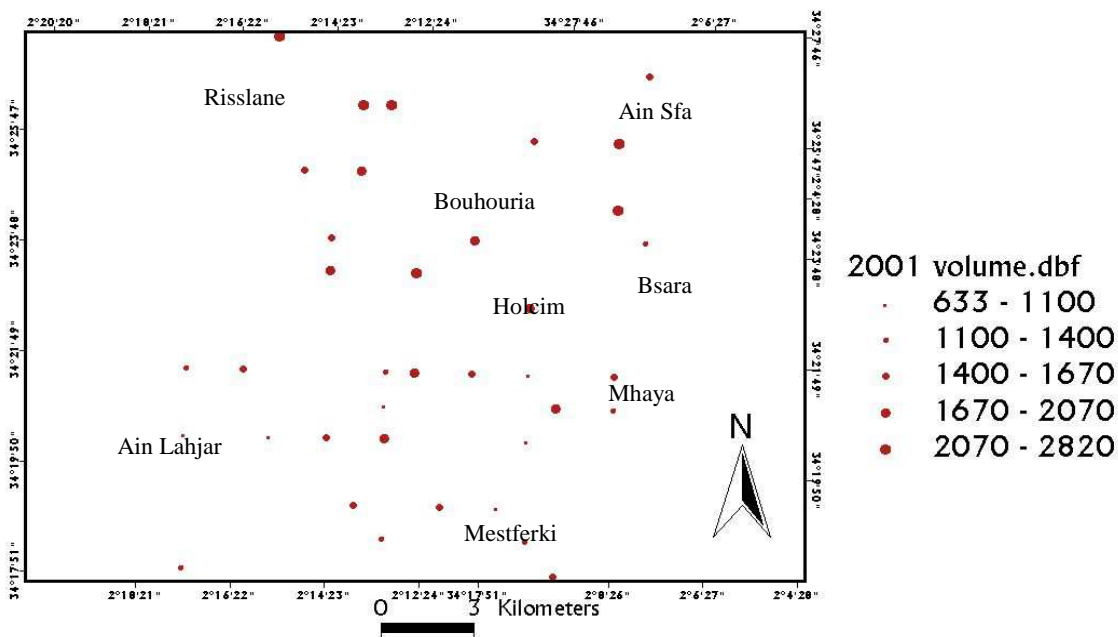 2°20'20" 2°18'21" 2°16'22" 2°14'23" 2°12'24" 34°27'46" 2°6'27"
34°27'46"
Risslane
Ain Sfa
34°25'47"
34°25'47"
2°4'28"
Bouhouria
34°23'48"
34°23'48"
Bsara
Holcim
34°21'49"
34°21'49"
Mhaya
Ain Lahjar
34°19'50"
34°19'50"
Mestferki
34°17'51"
2°18'21" 2°16'22" 2°14'23" 2°12'24" 34°17'51" 2°8'26" 2°6'27" 2°4'28"
0 3 Kilometers
N
2001 volume.dbf
633 - 1100
1100 - 1400
1400 - 1670
1670 - 2070
2070 - 2820